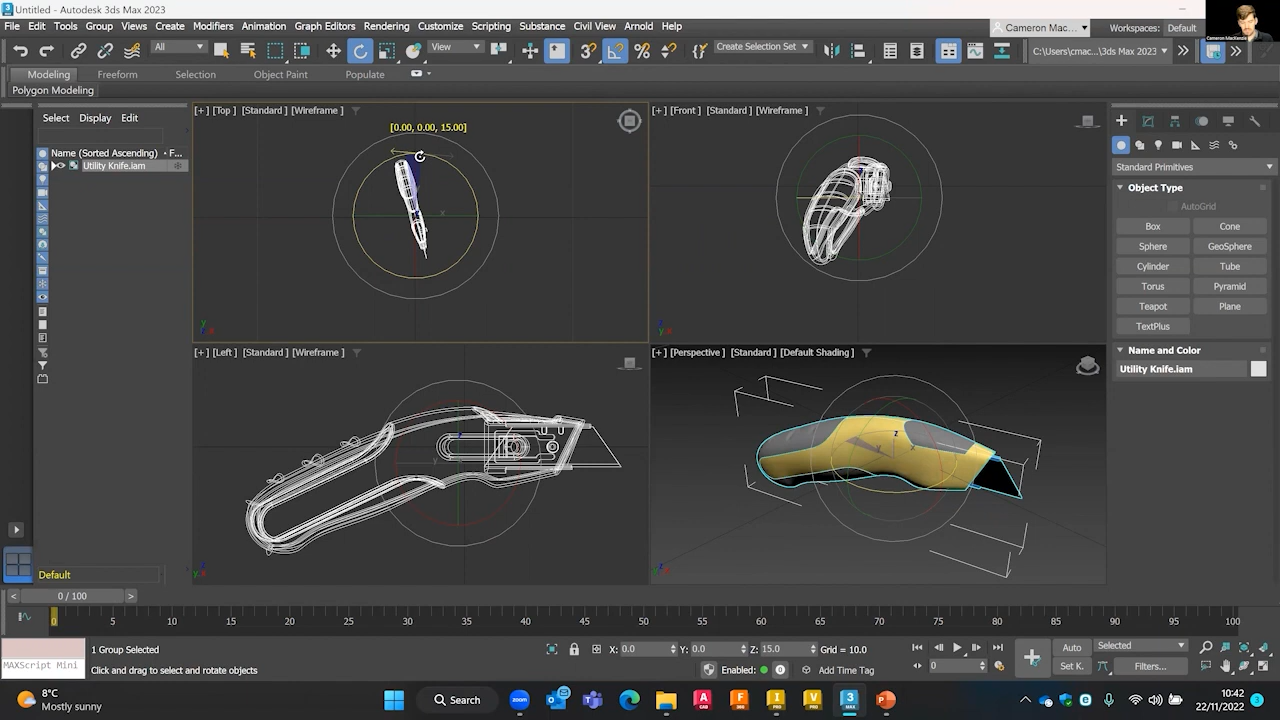 Untitled - Autodesk 3ds Max 2023
File Edit Tools Group Views Create Modifiers Animation Graph Editors Rendering Customize Scripting Substance Civil View Arnold Help
Cameron Mac... Workspaces: Default
Cameron MacKenzie
All View Create Selection Set C:\Users\cmac...\3ds Max 2023
Modeling Freeform Selection Object Paint Populate
Polygon Modeling
Select Display Edit
Name (Sorted Ascending) F...
Utility Knife.iam
[+] [Top] [Standard] [Wireframe]
[0.00, 0.00, 15.00]
[+] [Front] [Standard] [Wireframe]
[+] [Left] [Standard] [Wireframe]
[+] [Perspective] [Standard] [Default Shading]
Standard Primitives
Object Type
AutoGrid
Box Cone
Sphere GeoSphere
Cylinder Tube
Torus Pyramid
Teapot Plane
TextPlus
Name and Color
Utility Knife.iam
Default
< 0 / 100 >
0 5 10 15 20 25 30 35 40 45 50 55 60 65 70 75 80 85 90 95 100
MAXScript Mini
1 Group Selected
Click and drag to select and rotate objects
X: 0.0 Y: 0.0 Z: 15.0 Grid = 10.0
Enabled: 0 Add Time Tag
0
Auto Selected
Set K. Filters...
8°C
Mostly sunny
Search
zoom
10:42
22/11/2022
3